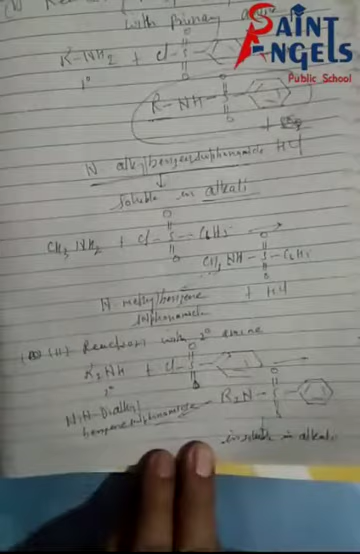 SAINT
ANGELS
Public School
with primary amine
R-NH2 + Cl-S-
O
O
1°
R-NH-S-
O
O
+ HCl
N-alkylbenzenesulphonamide
soluble in alkali
CH3NH2 + Cl-S-C6H5 →
O
O
CH3NH-S-C6H5
O
O
N-methylbenzene
sulphonamide
+ HCl
Reaction with 2° amine
R2NH + Cl-S- →
O
O
2°
N,N-Dialkyl
benzenesulphonamide
R2N-S-
O
insoluble in alkali